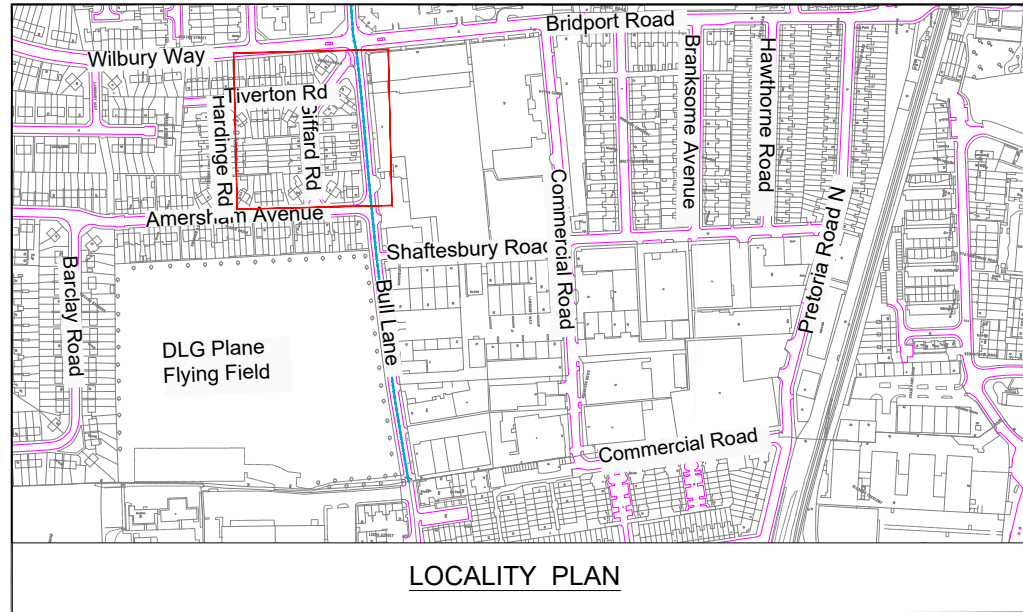 Bridport Road
Wilbury Way
Tiverton Rd
Hardinge Rd
Giffard Rd
Branksome Avenue
Hawthorne Road
Amersham Avenue
Commercial Road
Shaftesbury Road
Pretoria Road N
Barclay Road
Bull Lane
DLG Plane
Flying Field
Commercial Road
LOCALITY PLAN